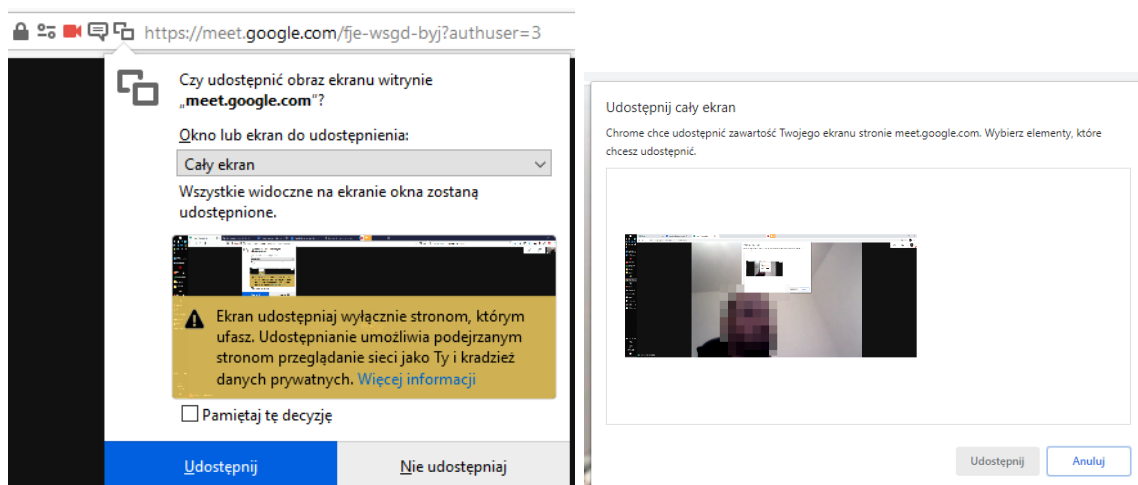 https://meet.google.com/fje-wsgd-byj?authuser=3
Czy udostępnić obraz ekranu witrynie
„meet.google.com”?
Okno lub ekran do udostępnienia:
Cały ekran
Wszystkie widoczne na ekranie okna zostaną
udostępnione.
Ekran udostępniaj wyłącznie stronom, którym
ufasz. Udostępnianie umożliwia podejrzanym
stronom przeglądanie sieci jako Ty i kradzież
danych prywatnych. Więcej informacji
Pamiętaj tę decyzję
Udostępnij
Nie udostępniaj
Udostępnij cały ekran
Chrome chce udostępnić zawartość Twojego ekranu stronie meet.google.com. Wybierz elementy, które
chcesz udostępnić.
Udostępnij
Anuluj